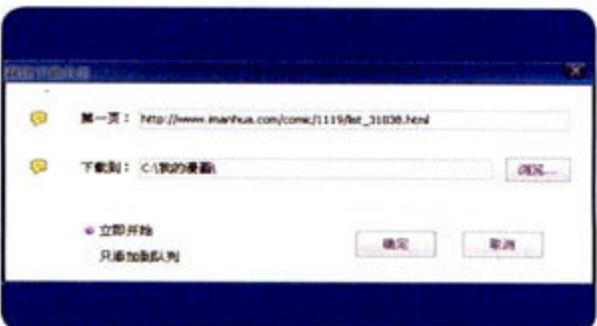 第一页： http://www.imanhua.com/comic/1119/list_31038.html
下载到： C:\我的漫画\ 浏览...
立即开始
确定 取消
只添加到队列